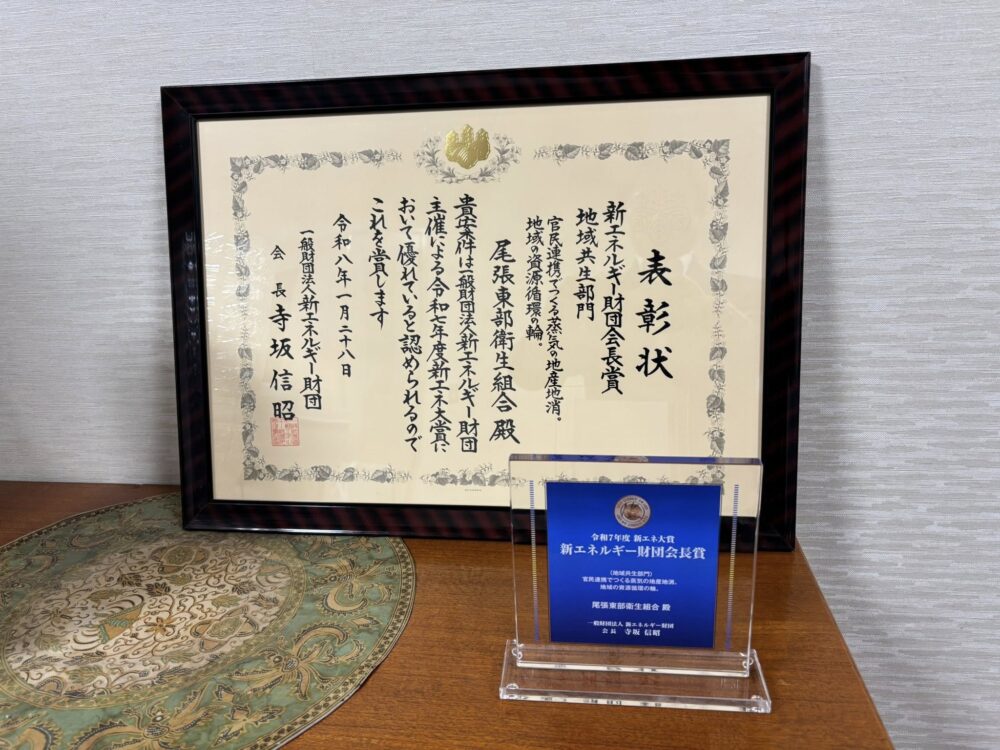 表彰状
新エネルギー財団会長賞
地域共生部門
官民連携でつくる蒸気の地産地消。
地域の資源循環の輪。
尾張東部衛生組合 殿
貴案件は一般財団法人新エネルギー財団
主催による令和七年度新エネ大賞に
おいて優れていると認められるので
これを賞します
令和八年一月二十八日
一般財団法人新エネルギー財団
会長 寺坂信昭
令和7年度 新エネ大賞
新エネルギー財団会長賞
(地域共生部門)
官民連携でつくる蒸気の地産地消。
地域の資源循環の輪。
尾張東部衛生組合 殿
一般財団法人 新エネルギー財団
会長 寺坂 信昭